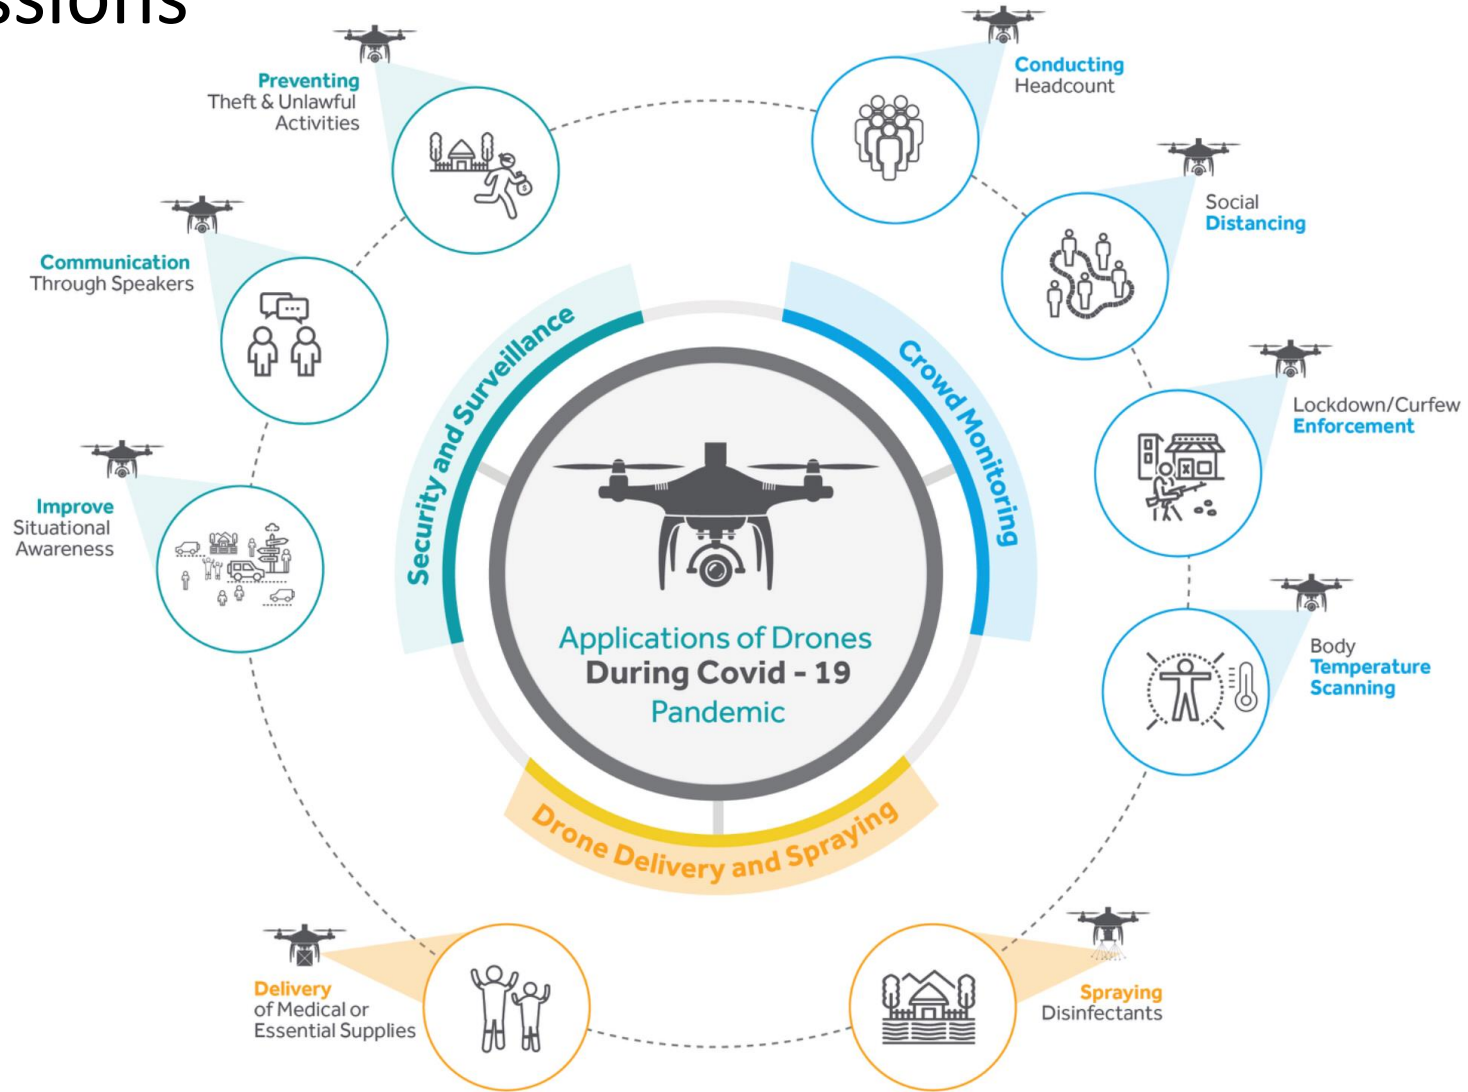 Preventing
Theft & Unlawful
Activities
Communication
Through Speakers
Improve
Situational
Awareness
Security and Surveillance
Conducting
Headcount
Social
Distancing
Lockdown/Curfew
Enforcement
Body
Temperature
Scanning
Crowd Monitoring
Applications of Drones
During Covid - 19
Pandemic
Drone Delivery and Spraying
Delivery
of Medical or
Essential Supplies
Spraying
Disinfectants